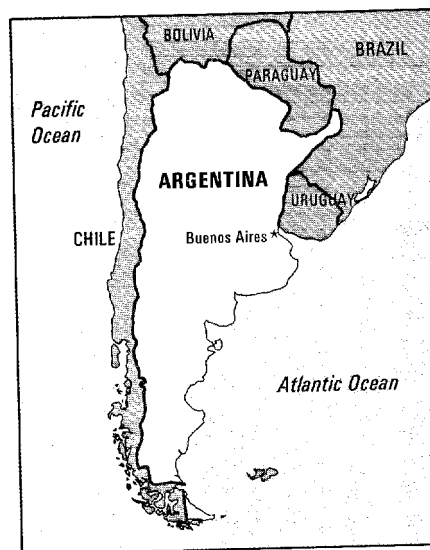 BOLIVIA
BRAZIL
PARAGUAY
Pacific
Ocean
ARGENTINA
URUGUAY
CHILE
Buenos Aires
Atlantic Ocean